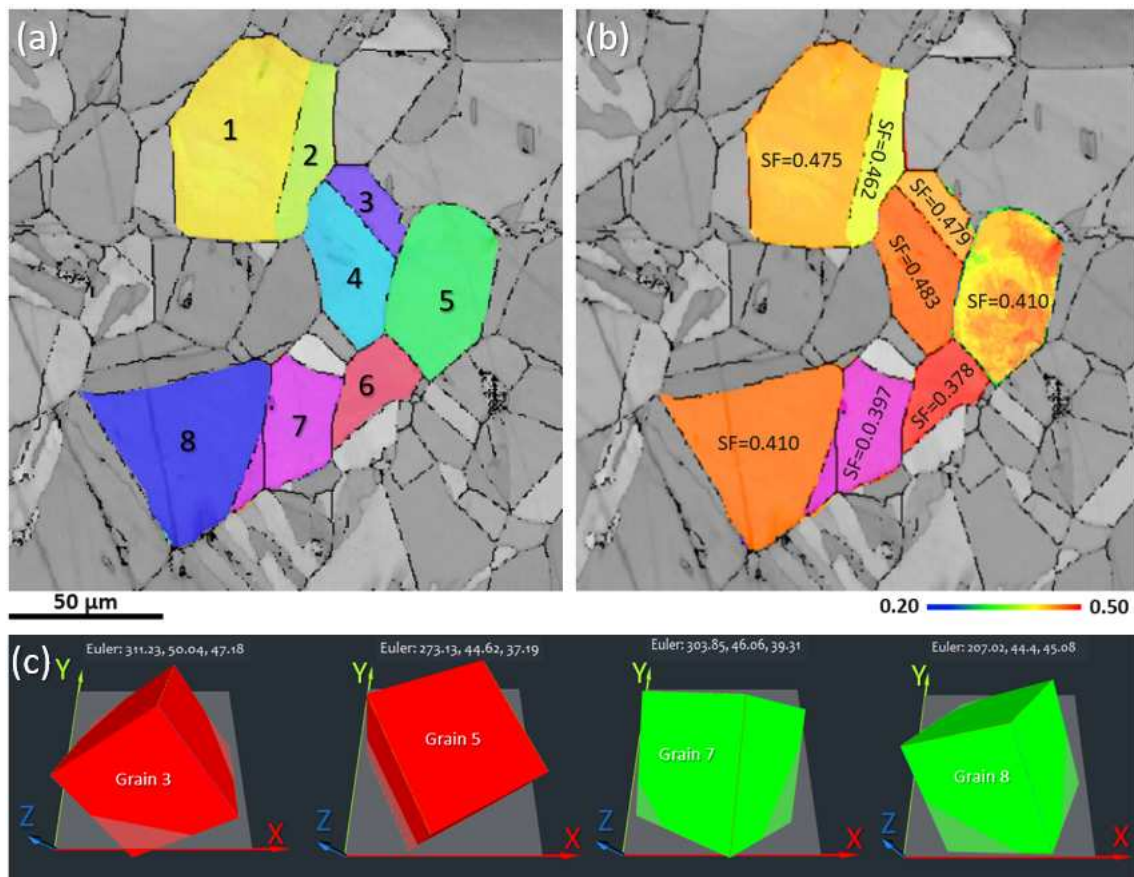 (a)
1
2
3
4
5
6
7
8
(b)
SF=0.475
SF=0.462
SF=0.479
SF=0.483
SF=0.410
SF=0.378
SF=0.0.397
SF=0.410
50 µm
0.20 0.50
(c)
Euler: 311.23, 50.04, 47.18
Y
Grain 3
Z
X
Euler: 273.13, 44.62, 37.19
Y
Grain 5
Z
X
Euler: 303.85, 46.06, 39.31
Y
Grain 7
Z
X
Euler: 207.02, 44.4, 45.08
Y
Grain 8
Z
X